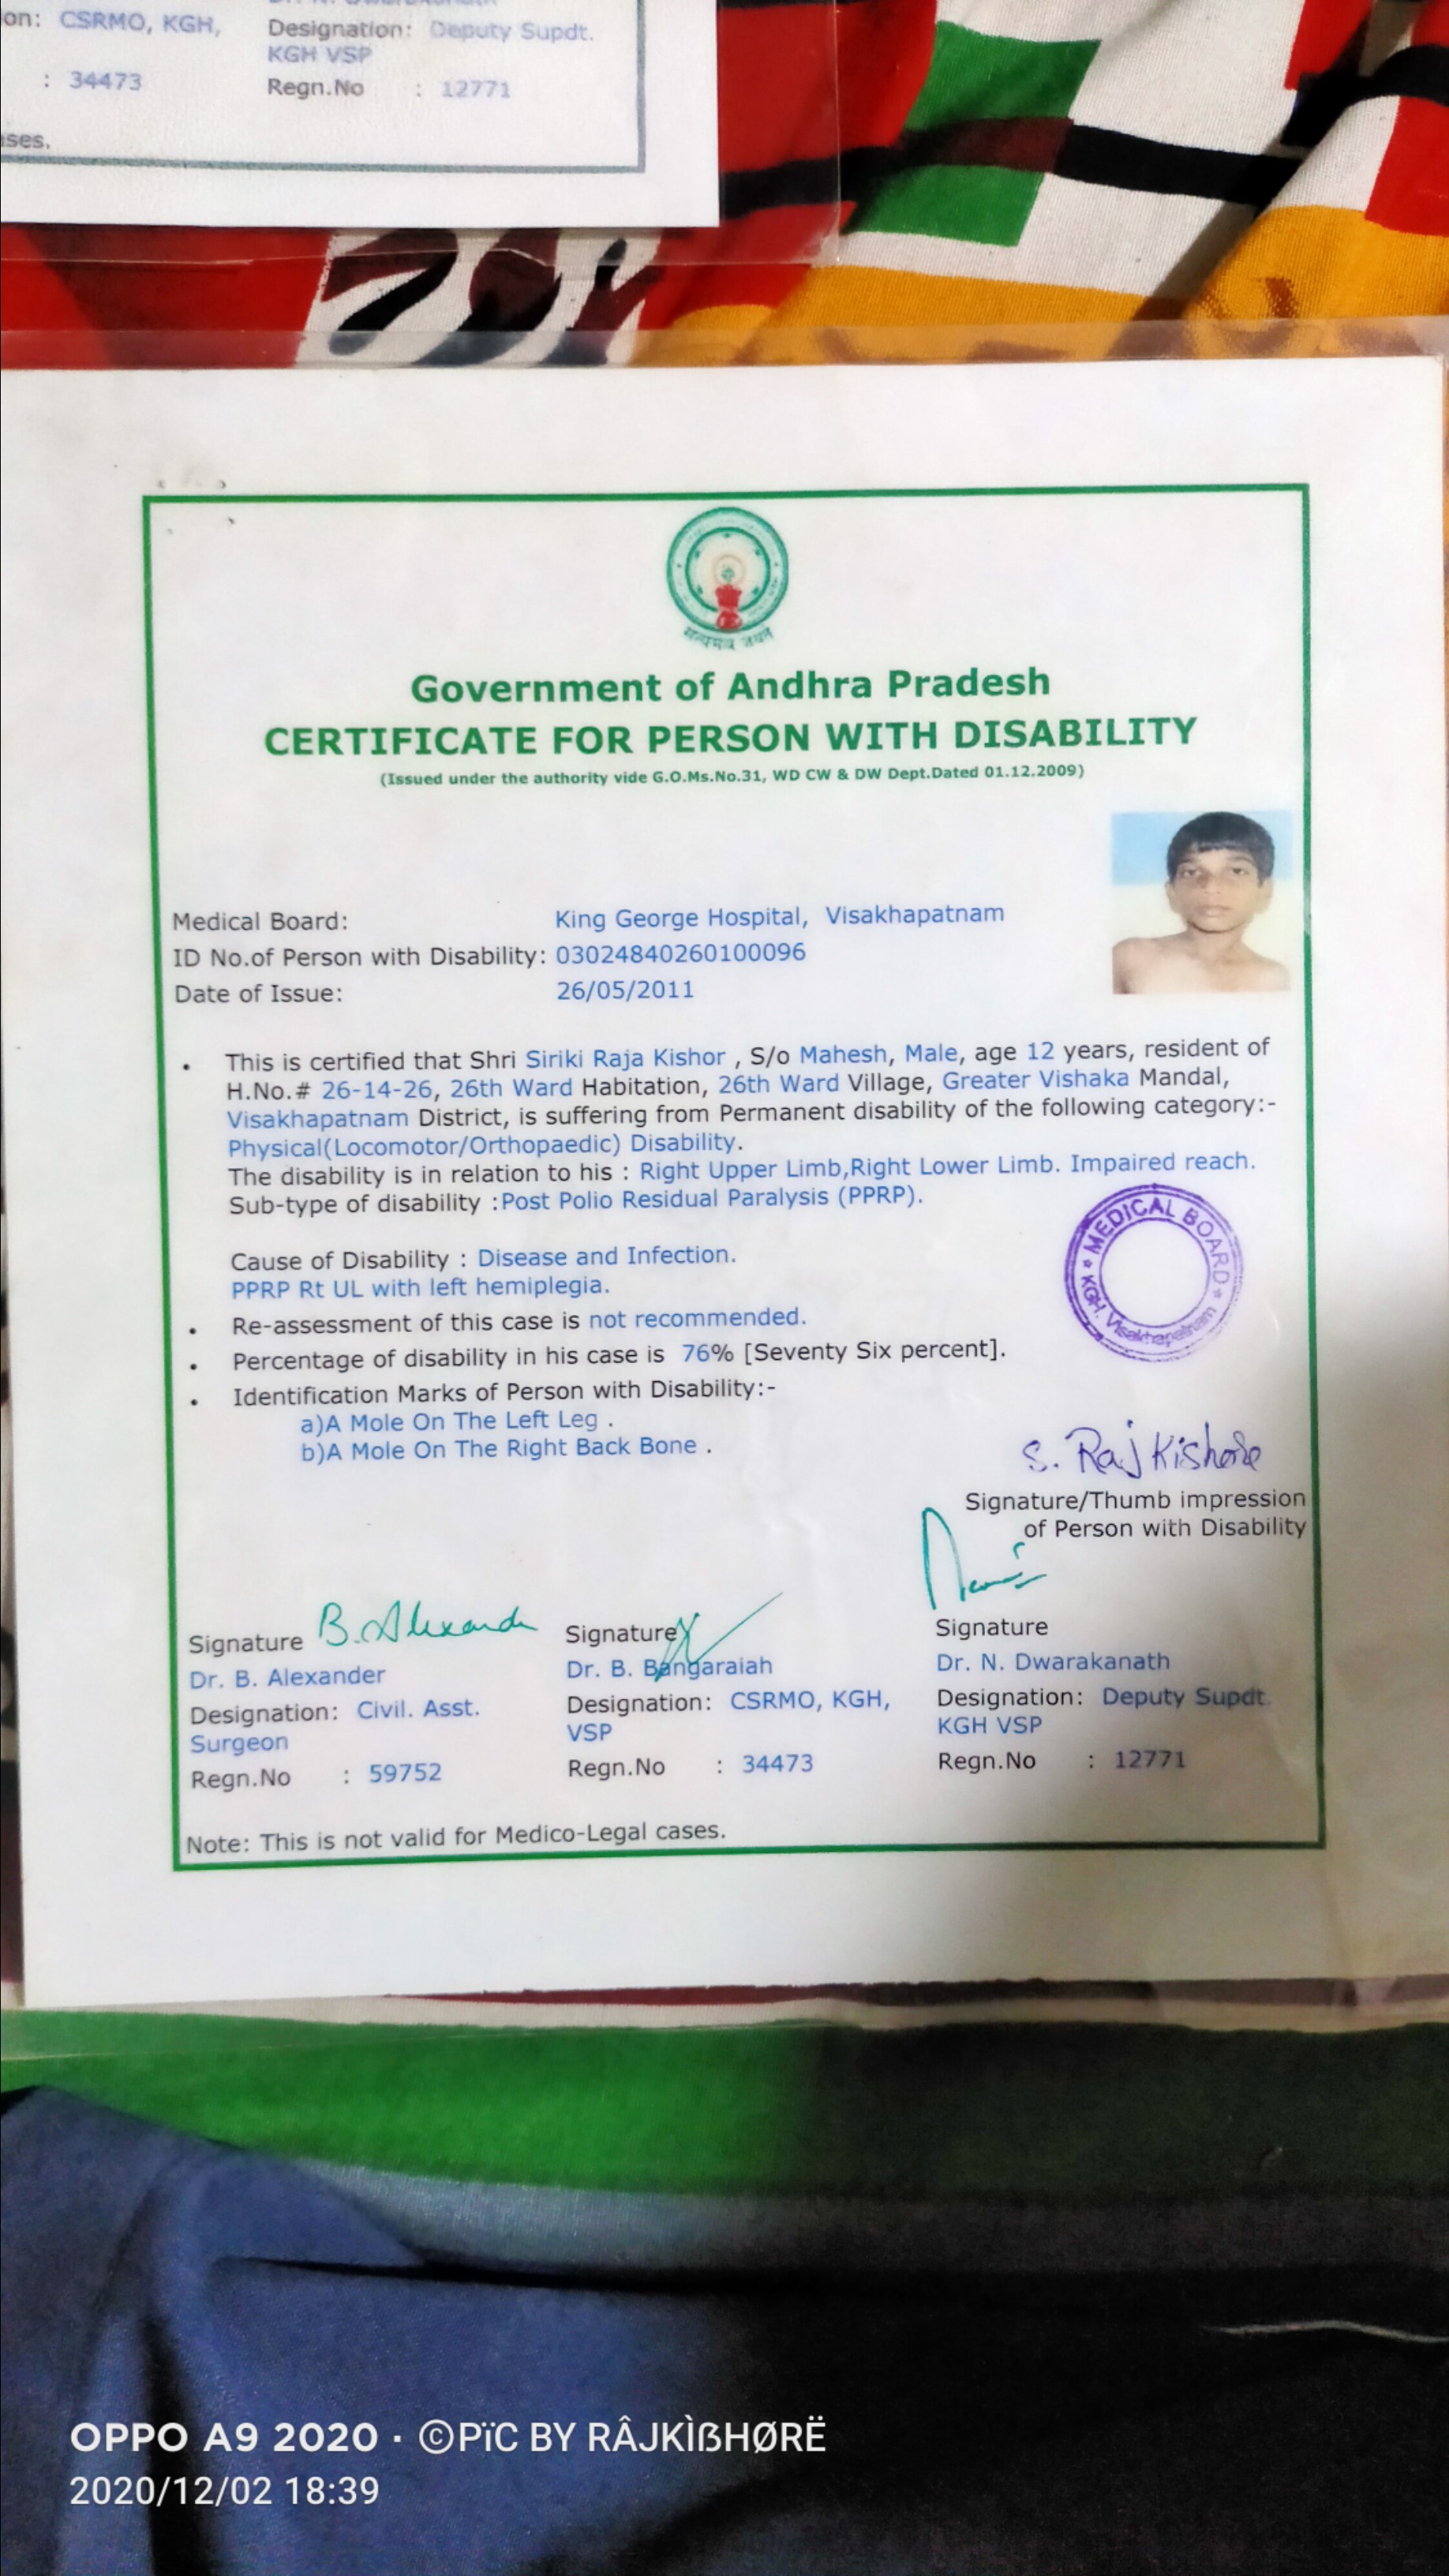 on: CSRMO, KGH,
: 34473
Designation: Deputy Supdt.
KGH VSP
Regn.No : 12771
सत्यमेव जयते
Government of Andhra Pradesh
CERTIFICATE FOR PERSON WITH DISABILITY
(Issued under the authority vide G.O.Ms.No.31, WD CW & DW Dept.Dated 01.12.2009)
Medical Board: King George Hospital, Visakhapatnam
ID No.of Person with Disability: 03024840260100096
Date of Issue: 26/05/2011
• This is certified that Shri Siriki Raja Kishor , S/o Mahesh, Male, age 12 years, resident of
H.No.# 26-14-26, 26th Ward Habitation, 26th Ward Village, Greater Vishaka Mandal,
Visakhapatnam District, is suffering from Permanent disability of the following category:-
Physical(Locomotor/Orthopaedic) Disability.
The disability is in relation to his : Right Upper Limb,Right Lower Limb. Impaired reach.
Sub-type of disability :Post Polio Residual Paralysis (PPRP).
Cause of Disability : Disease and Infection.
PPRP Rt UL with left hemiplegia.
• Re-assessment of this case is not recommended.
• Percentage of disability in his case is 76% [Seventy Six percent].
• Identification Marks of Person with Disability:-
a)A Mole On The Left Leg .
b)A Mole On The Right Back Bone .
MEDICAL BOARD
KGH. Visakhapatnam
S. Raj Kishore
Signature/Thumb impression
of Person with Disability
Signature B. Alexander
Dr. B. Alexander
Designation: Civil. Asst.
Surgeon
Regn.No : 59752
Signature
Dr. B. Bangaraiah
Designation: CSRMO, KGH,
VSP
Regn.No : 34473
Signature
Dr. N. Dwarakanath
Designation: Deputy Supdt.
KGH VSP
Regn.No : 12771
Note: This is not valid for Medico-Legal cases.
OPPO A9 2020 · ©PïC BY RÂJKÌßHØRË
2020/12/02 18:39